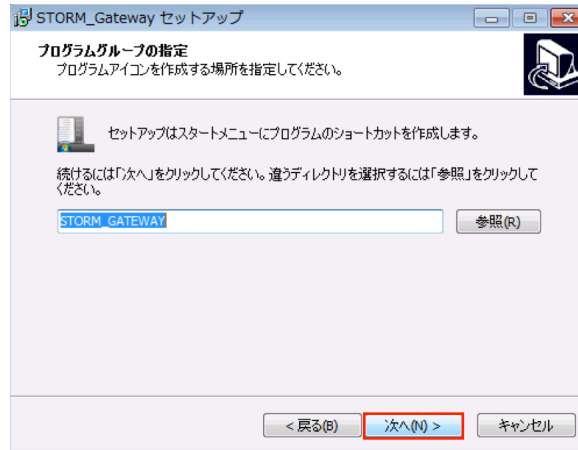 STORM_Gateway セットアップ
プログラムグループの指定
プログラムアイコンを作成する場所を指定してください。
セットアップはスタートメニューにプログラムのショートカットを作成します。
続けるには「次へ」をクリックしてください。違うディレクトリを選択するには「参照」をクリックして
ください。
STORM_GATEWAY
参照(R)
< 戻る(B)
次へ(N) >
キャンセル